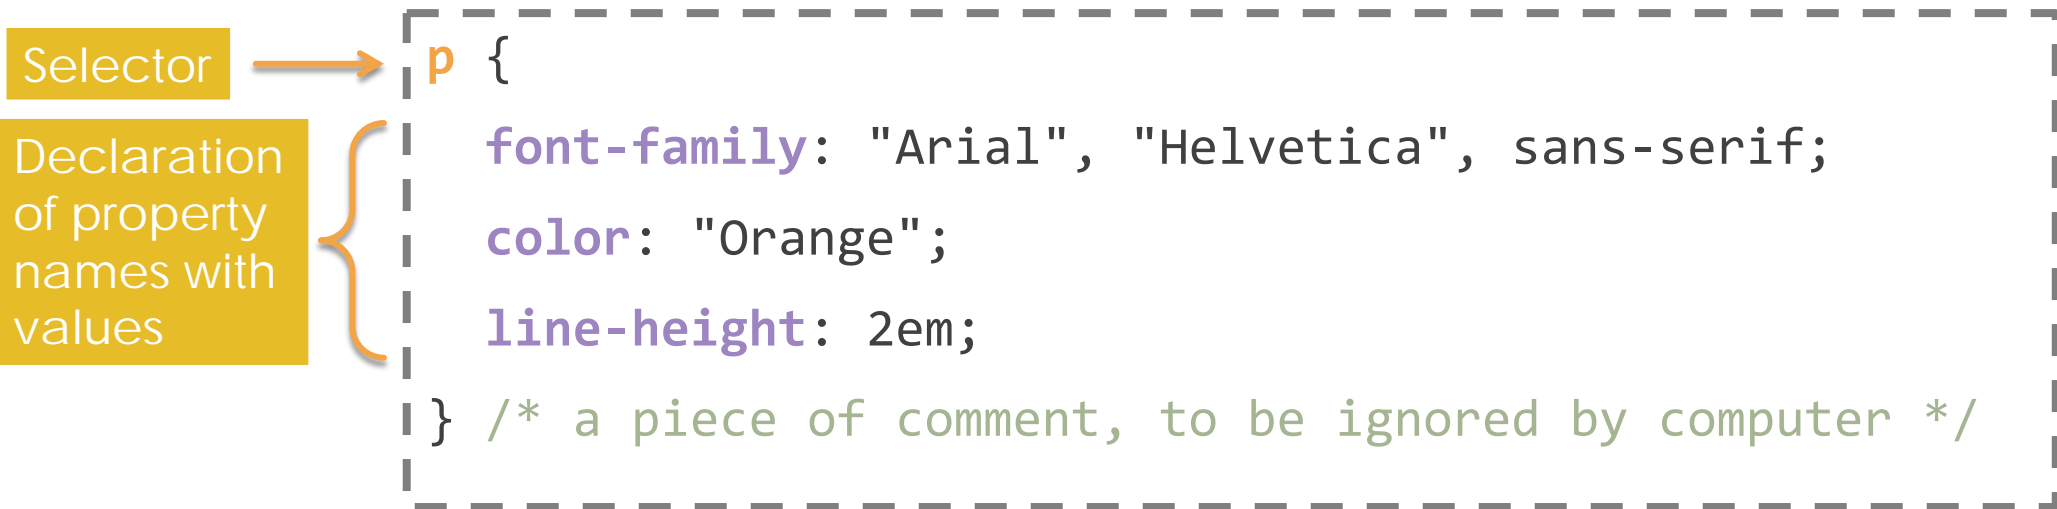 Selector
p {
Declaration
of property
names with
values
font-family: "Arial", "Helvetica", sans-serif;
color: "Orange";
line-height: 2em;
} /* a piece of comment, to be ignored by computer */